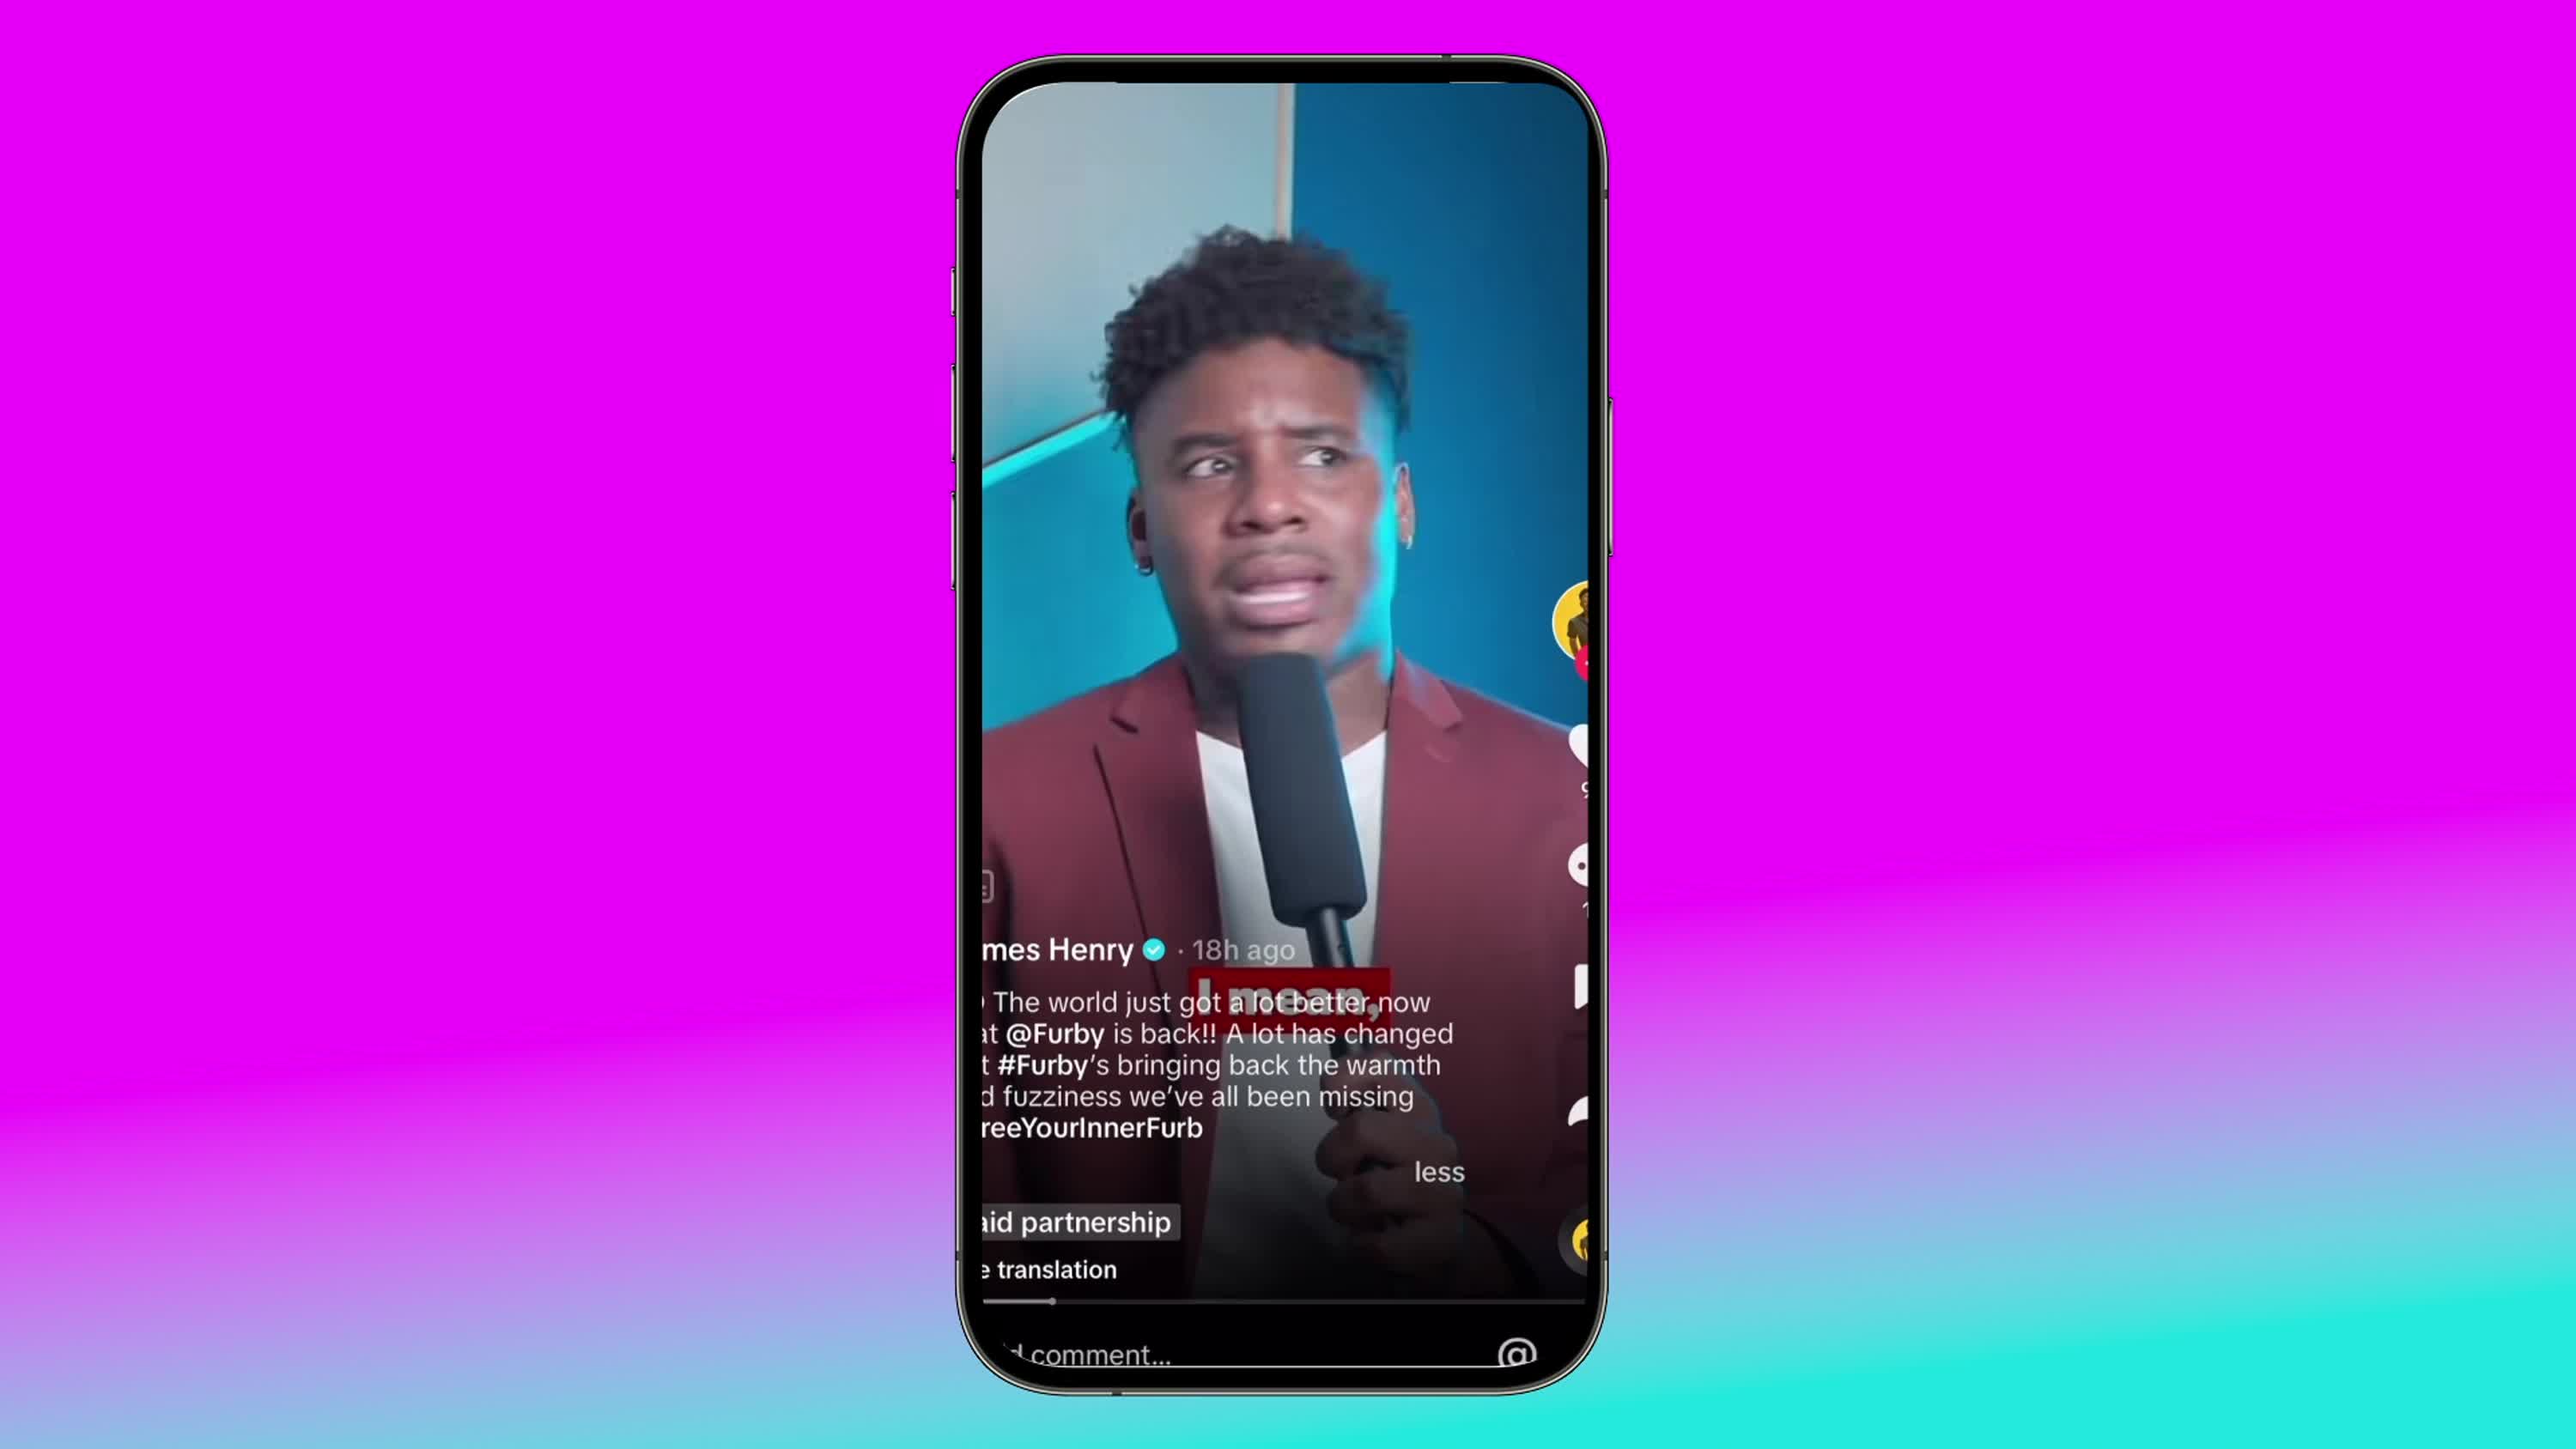 mes Henry · 18h ago
I mean,
The world just got a lot better now
at @Furby is back!! A lot has changed
t #Furby’s bringing back the warmth
d fuzziness we’ve all been missing
reeYourInnerFurb
less
aid partnership
e translation
d comment... @